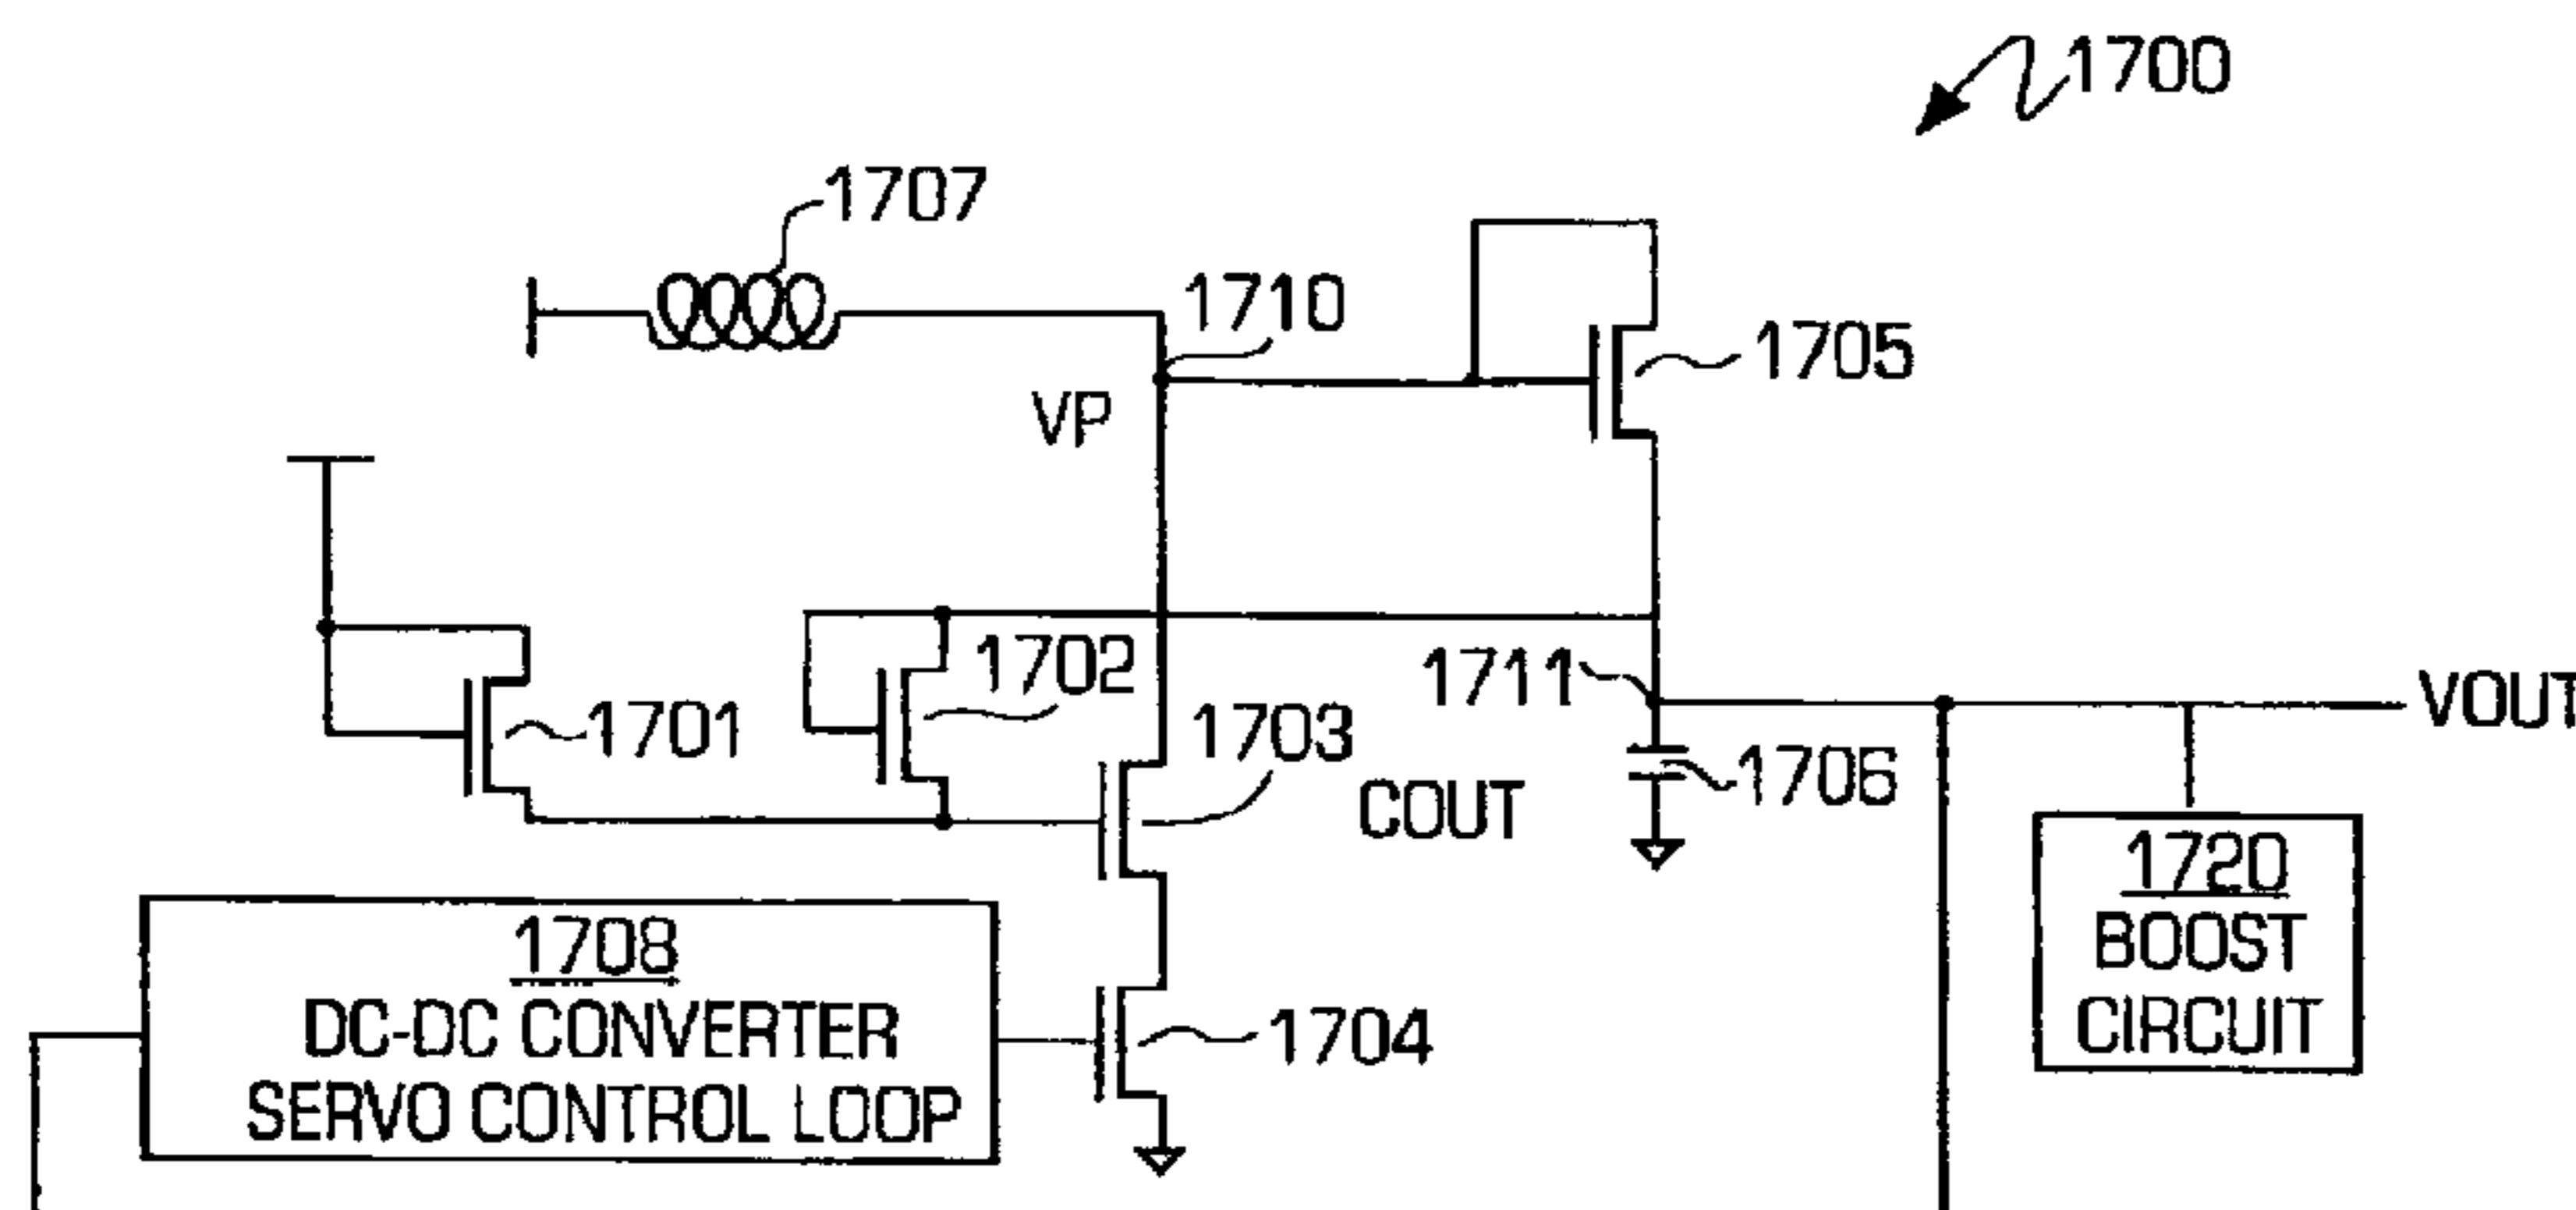 1700
1707
1710
1705
VP
1702
1711
VOUT
1701
1703
1706
COUT
1720
BOOST
CIRCUIT
1708
DC-DC CONVERTER
SERVO CONTROL LOOP
1704